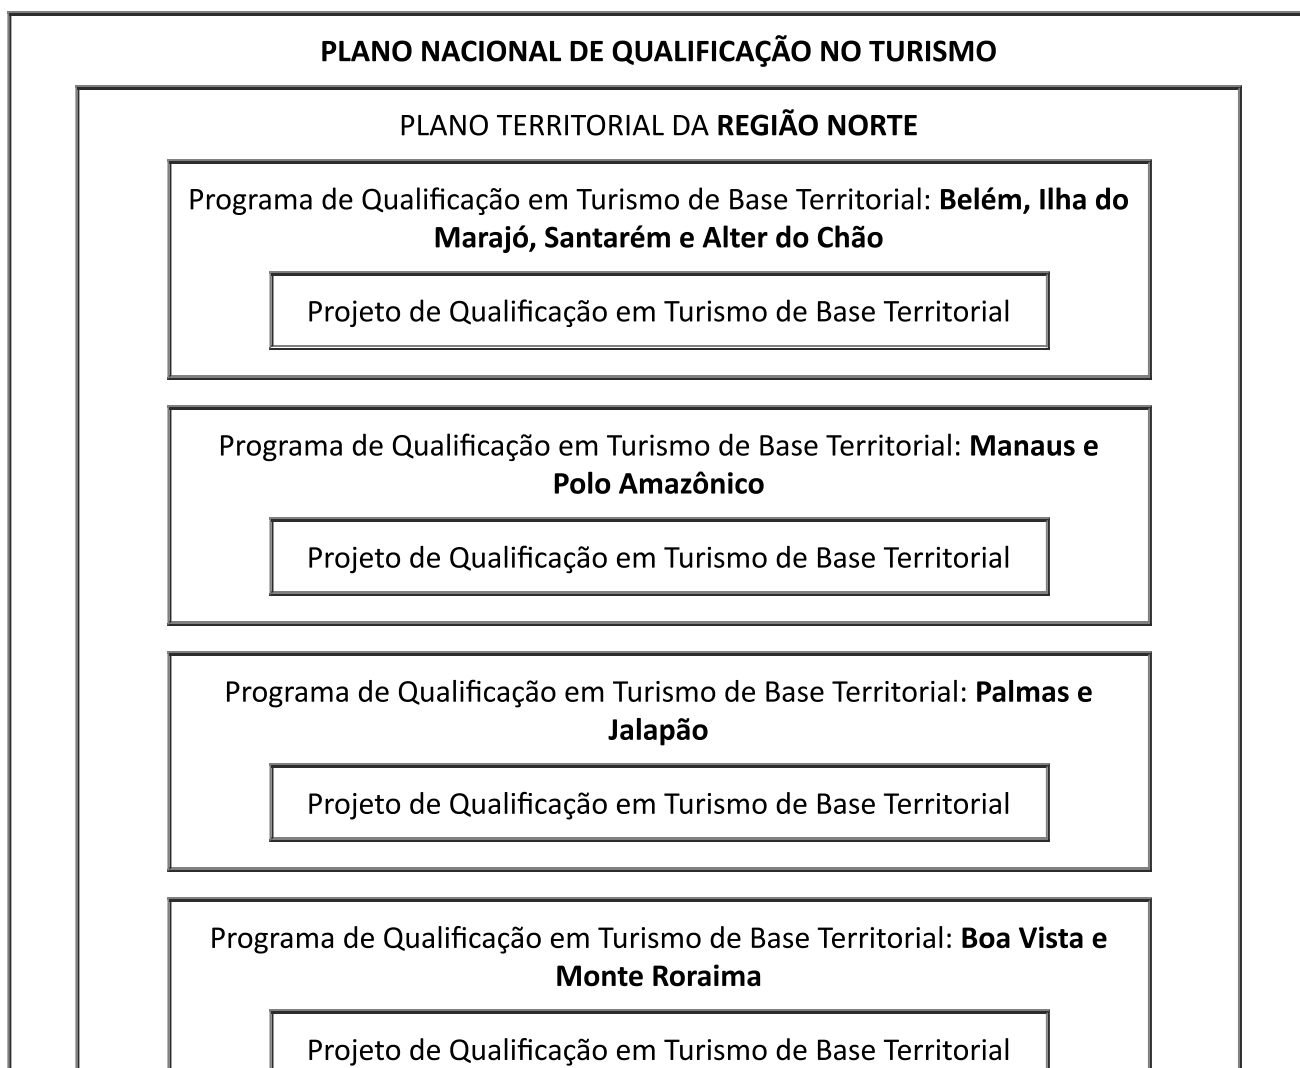 PLANO NACIONAL DE QUALIFICAÇÃO NO TURISMO
PLANO TERRITORIAL DA REGIÃO NORTE
Programa de Qualificação em Turismo de Base Territorial: Belém, Ilha do
Marajó, Santarém e Alter do Chão
Projeto de Qualificação em Turismo de Base Territorial
Programa de Qualificação em Turismo de Base Territorial: Manaus e
Polo Amazônico
Projeto de Qualificação em Turismo de Base Territorial
Programa de Qualificação em Turismo de Base Territorial: Palmas e
Jalapão
Projeto de Qualificação em Turismo de Base Territorial
Programa de Qualificação em Turismo de Base Territorial: Boa Vista e
Monte Roraima
Projeto de Qualificação em Turismo de Base Territorial